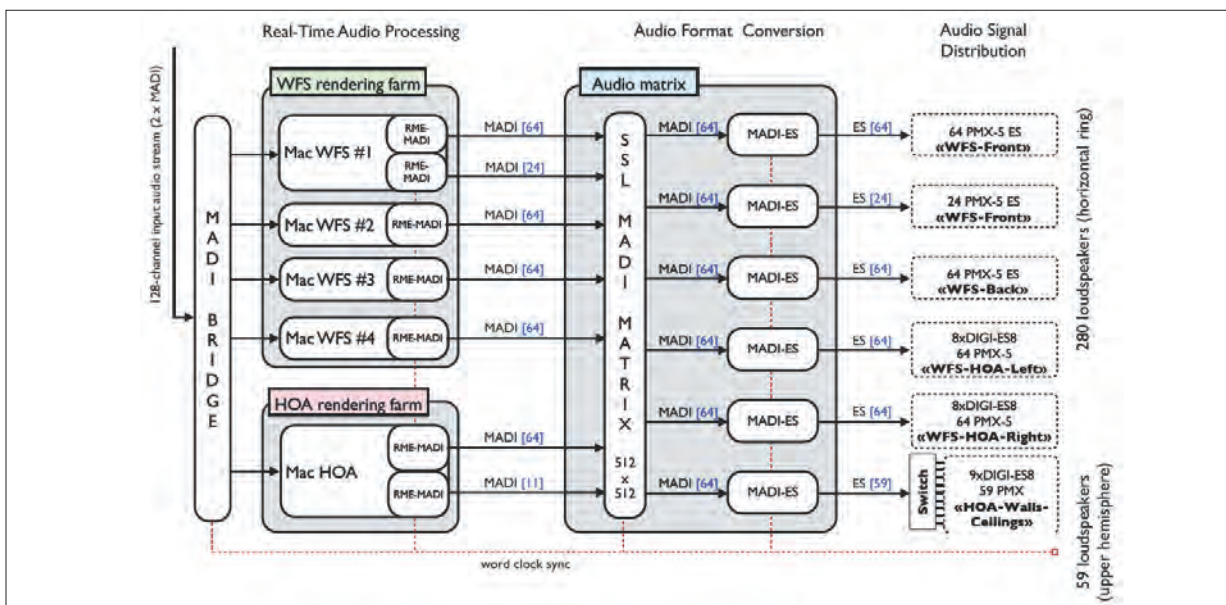 Real-Time Audio Processing
Audio Format Conversion
Audio Signal
Distribution
128-channel input audio stream (2 x MADI)
MADI BRIDGE
WFS rendering farm
Mac WFS #1
RME-
MADI
RME-
MADI
Mac WFS #2
RME-MADI
Mac WFS #3
RME-MADI
Mac WFS #4
RME-MADI
HOA rendering farm
Mac HOA
RME-
MADI
RME-MADI
MADI [64]
MADI [24]
MADI [64]
MADI [64]
MADI [64]
MADI [64]
MADI [11]
Audio matrix
SSL MADI MATRIX
512
x
512
MADI [64]
MADI [64]
MADI [64]
MADI [64]
MADI [64]
MADI [64]
MADI-ES
MADI-ES
MADI-ES
MADI-ES
MADI-ES
MADI-ES
ES [64]
ES [24]
ES [64]
ES [64]
ES [64]
ES [59]
64 PMX-5 ES
«WFS-Front»
24 PMX-5 ES
«WFS-Front»
64 PMX-5 ES
«WFS-Back»
8xDIGI-ES8
64 PMX-5
«WFS-HOA-Left»
8xDIGI-ES8
64 PMX-5
«WFS-HOA-Right»
Switch
9xDIGI-ES8
59 PMX
«HOA-Walls-
Ceilings»
280 loudspeakers (horizontal ring)
59 loudspeakers
(upper hemisphere)
word clock sync